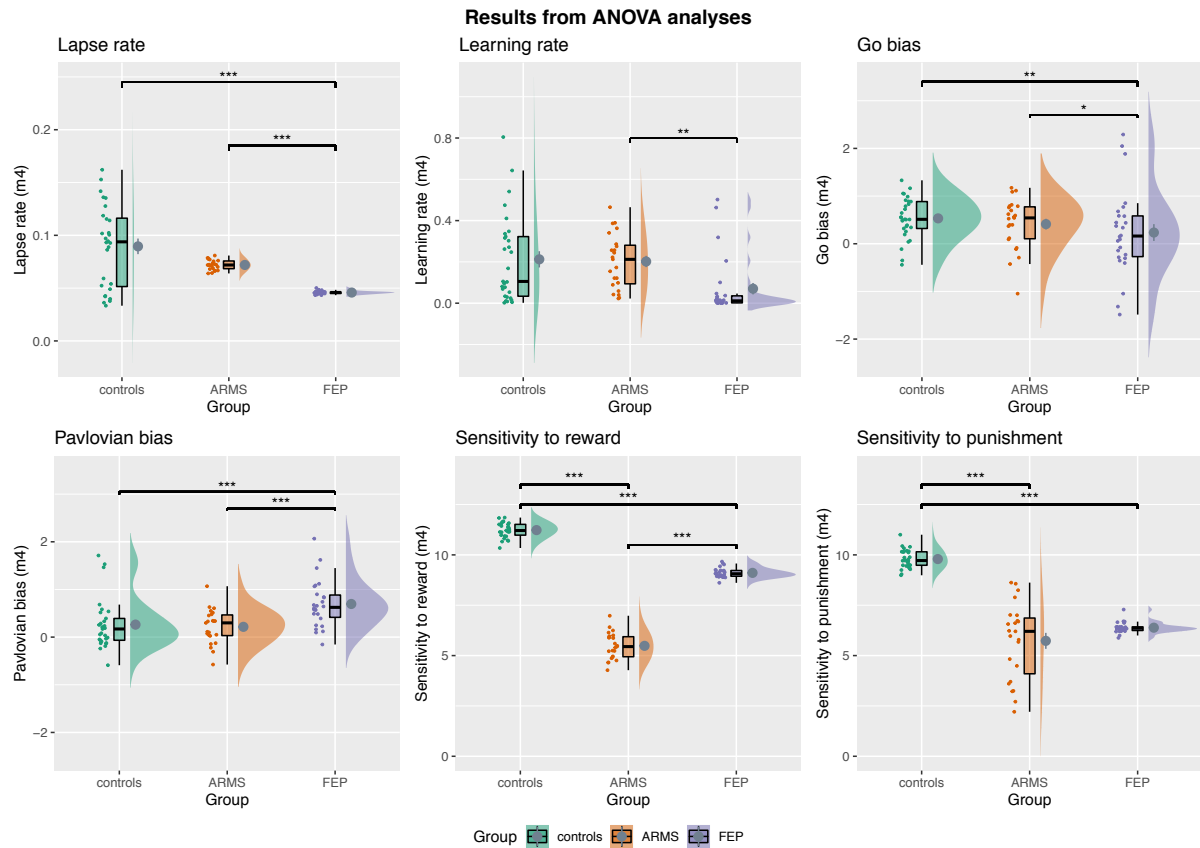 Results from ANOVA analyses
Lapse rate
***
***
Lapse rate (m4)
0.2
0.1
0.0
controls ARMS FEP
Group
Learning rate
**
Learning rate (m4)
0.8
0.4
0.0
controls ARMS FEP
Group
Go bias
**
*
Go bias (m4)
2
0
−2
controls ARMS FEP
Group
Pavlovian bias
***
***
Pavlovian bias (m4)
2
0
−2
controls ARMS FEP
Group
Sensitivity to reward
***
***
***
Sensitivity to reward (m4)
10
5
0
controls ARMS FEP
Group
Sensitivity to punishment
***
***
Sensitivity to punishment (m4)
10
5
0
controls ARMS FEP
Group
Group controls ARMS FEP